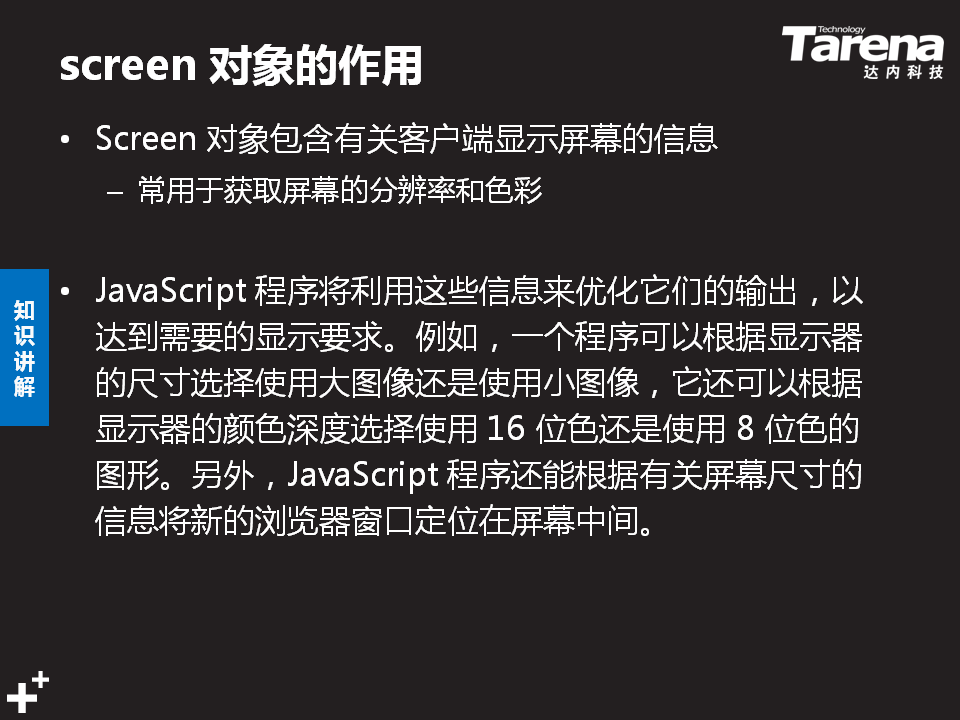 screen 对象的作用
Technology
Tarena
达内科技
• Screen 对象包含有关客户端显示屏幕的信息
– 常用于获取屏幕的分辨率和色彩
知识讲解
• JavaScript 程序将利用这些信息来优化它们的输出，以
达到需要的显示要求。例如，一个程序可以根据显示器
的尺寸选择使用大图像还是使用小图像，它还可以根据
显示器的颜色深度选择使用 16 位色还是使用 8 位色的
图形。另外，JavaScript 程序还能根据有关屏幕尺寸的
信息将新的浏览器窗口定位在屏幕中间。